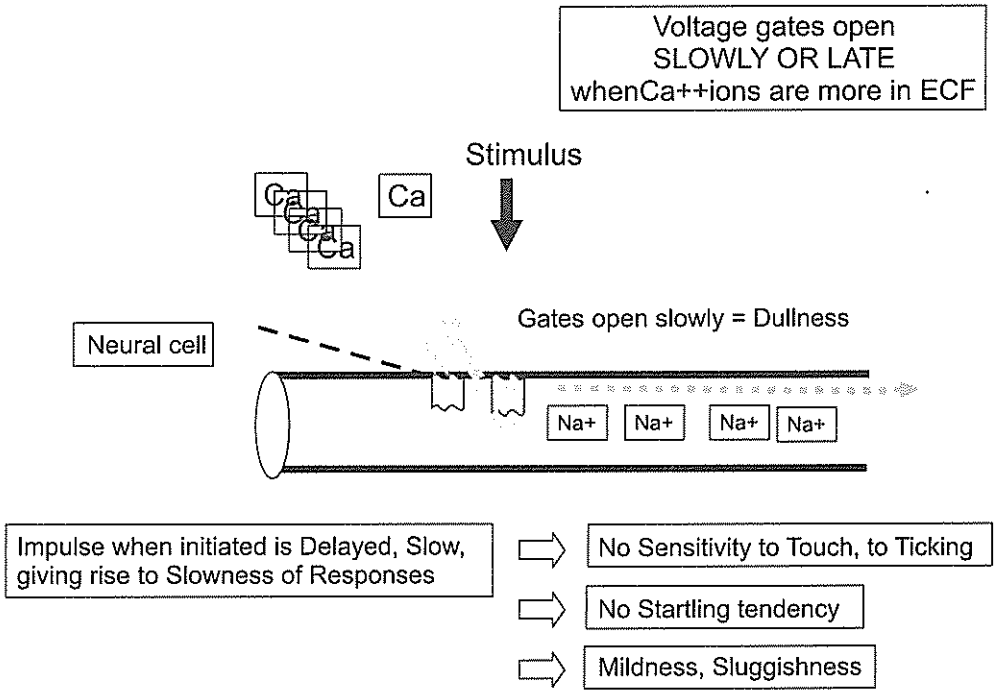 Voltage gates open
SLOWLY OR LATE
whenCa++ions are more in ECF
Stimulus
Ca
Ca
Ca
Ca
Ca
Gates open slowly = Dullness
Neural cell
Na+
Na+
Na+
Na+
Impulse when initiated is Delayed, Slow,
giving rise to Slowness of Responses
No Sensitivity to Touch, to Ticking
No Startling tendency
Mildness, Sluggishness